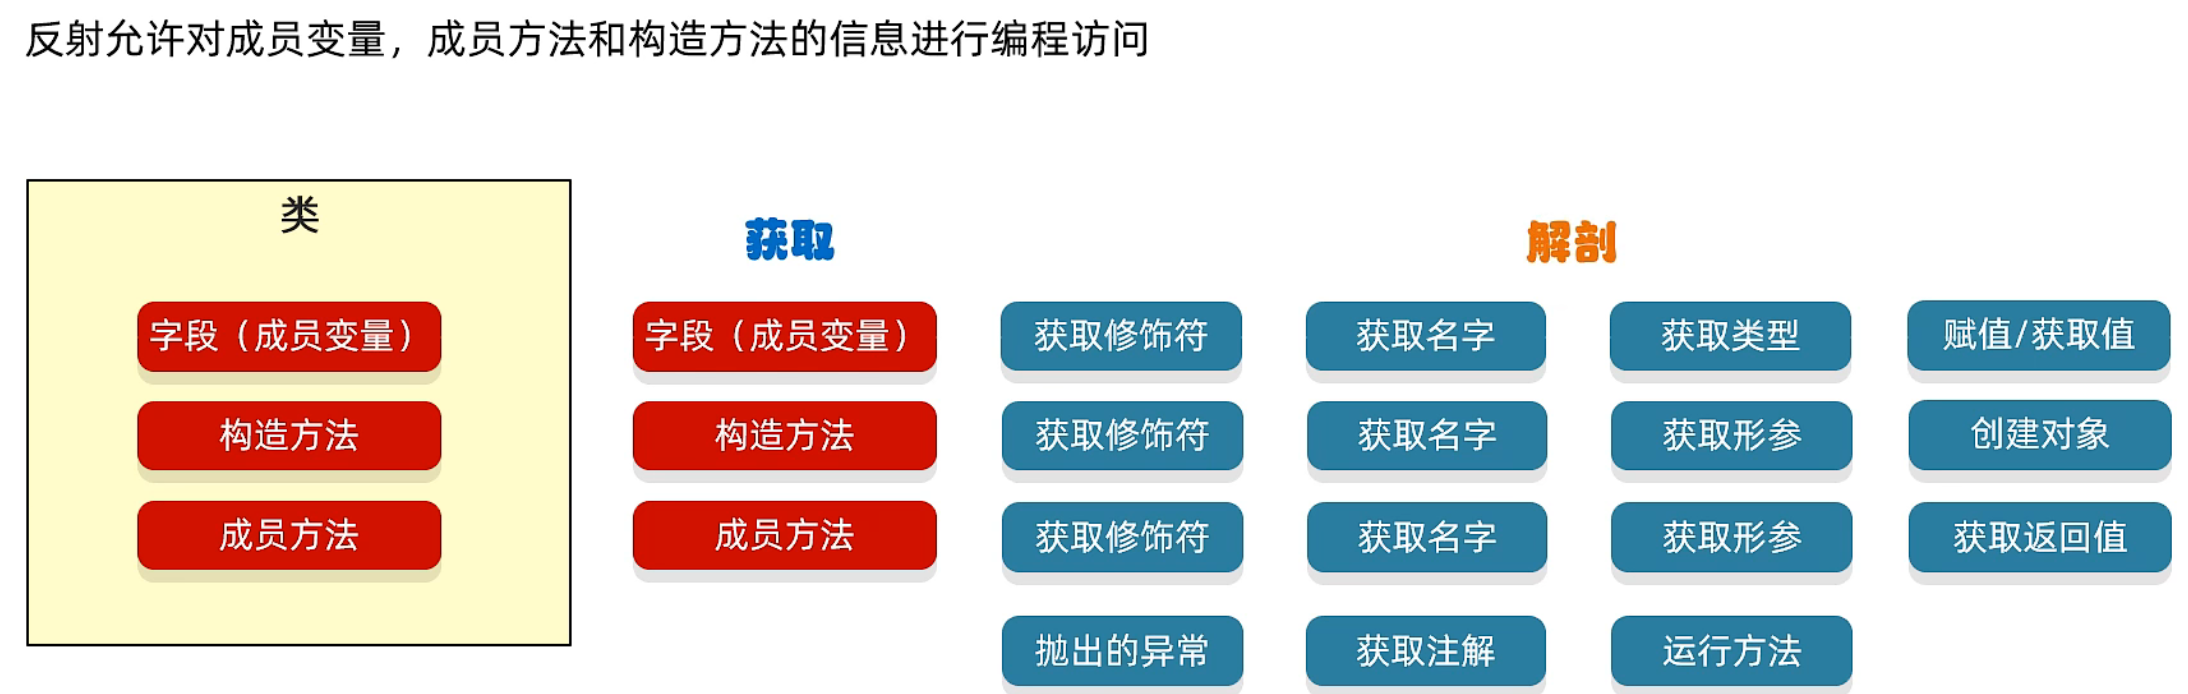 反射允许对成员变量，成员方法和构造方法的信息进行编程访问
类
获取
解剖
字段（成员变量）
字段（成员变量）
获取修饰符
获取名字
获取类型
赋值/获取值
构造方法
构造方法
获取修饰符
获取名字
获取形参
创建对象
成员方法
成员方法
获取修饰符
获取名字
获取形参
获取返回值
抛出的异常
获取注解
运行方法